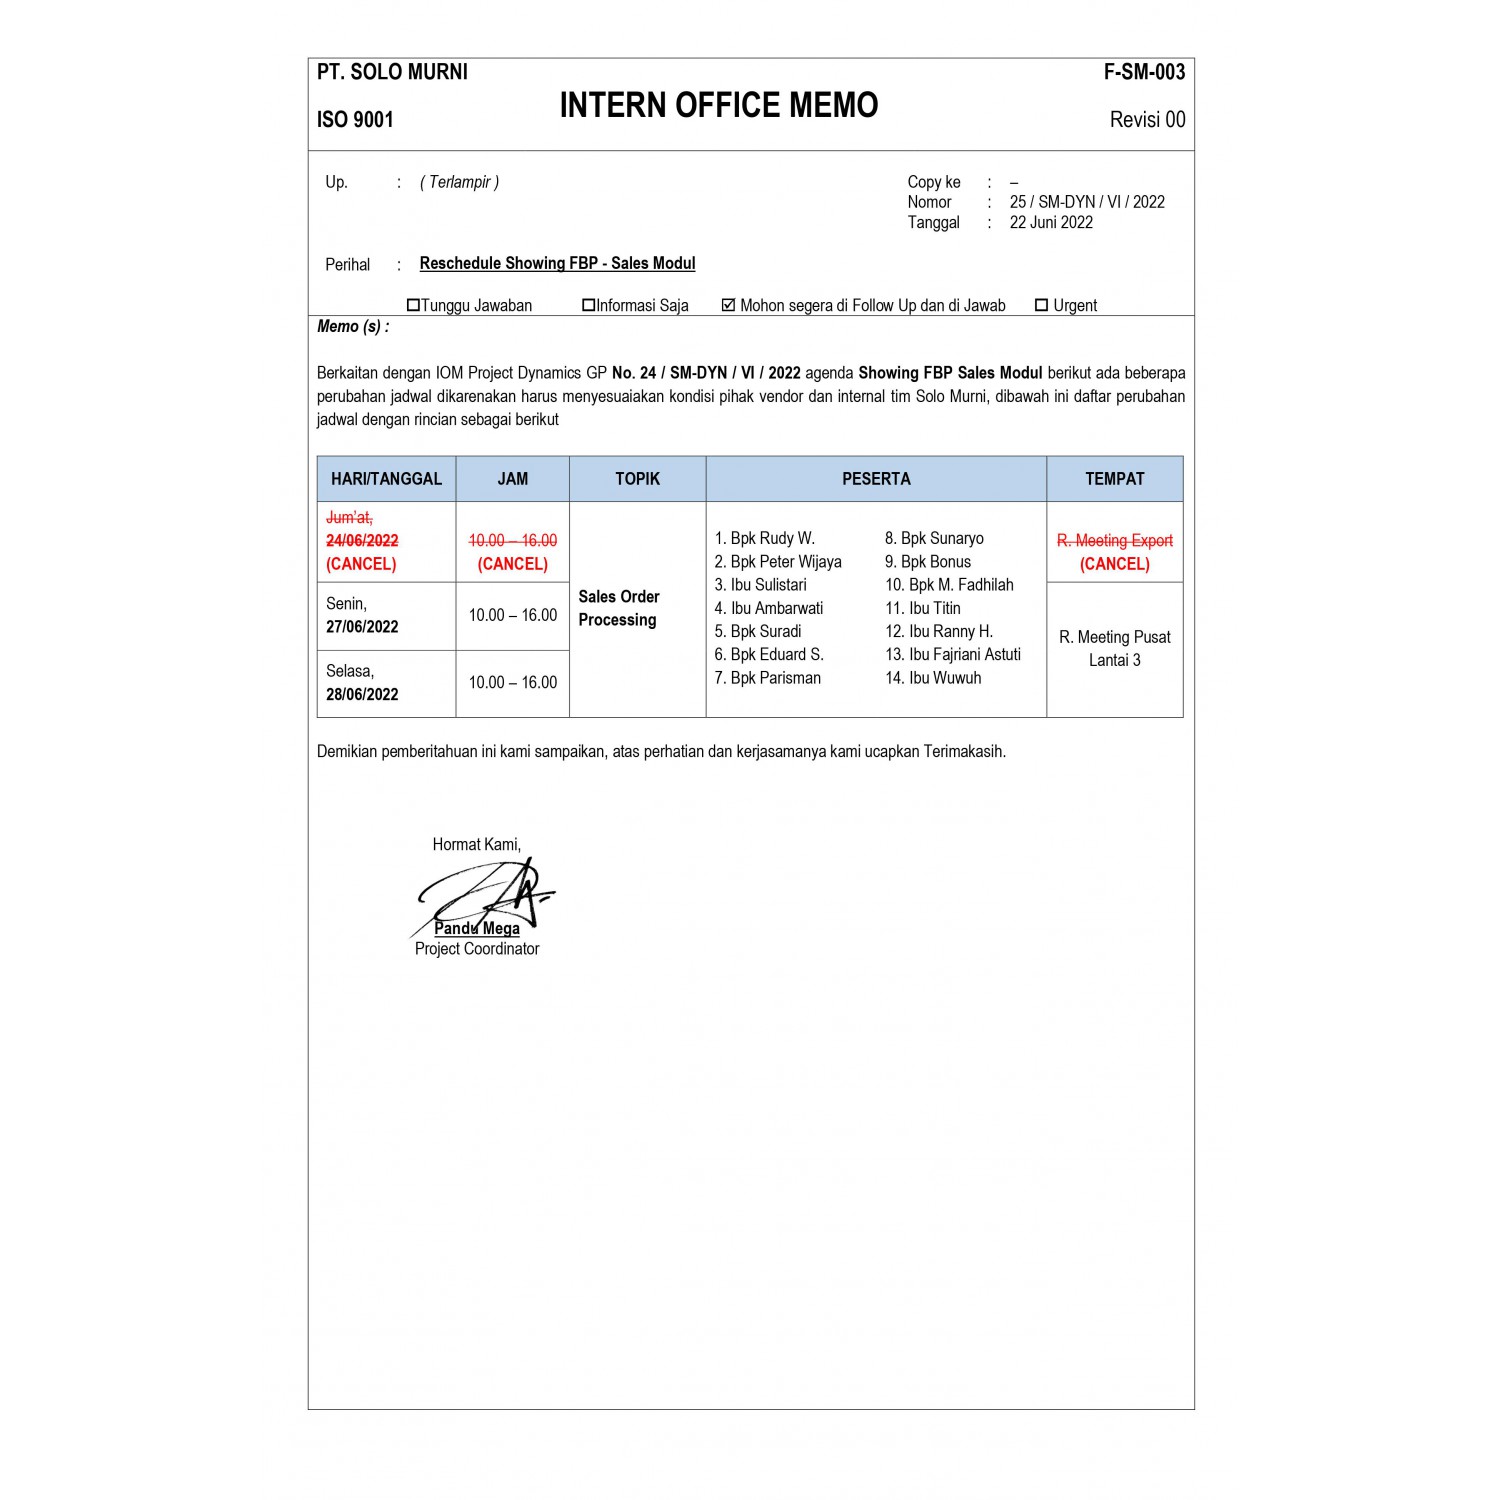 PT. SOLO MURNI
F-SM-003
INTERN OFFICE MEMO
ISO 9001
Revisi 00
Up. : ( Terlampir )
Copy ke : –
Nomor : 25 / SM-DYN / VI / 2022
Tanggal : 22 Juni 2022
Perihal : Reschedule Showing FBP - Sales Modul
☐Tunggu Jawaban ☐Informasi Saja ☑ Mohon segera di Follow Up dan di Jawab ☐ Urgent
Memo (s) :
Berkaitan dengan IOM Project Dynamics GP No. 24 / SM-DYN / VI / 2022 agenda Showing FBP Sales Modul berikut ada beberapa
perubahan jadwal dikarenakan harus menyesuaiakan kondisi pihak vendor dan internal tim Solo Murni, dibawah ini daftar perubahan
jadwal dengan rincian sebagai berikut
HARI/TANGGAL JAM TOPIK PESERTA TEMPAT
Jum'at,
24/06/2022
(CANCEL)
10.00 – 16.00
(CANCEL)
Senin,
27/06/2022
10.00 – 16.00
Selasa,
28/06/2022
10.00 – 16.00
Sales Order
Processing
1. Bpk Rudy W.
2. Bpk Peter Wijaya
3. Ibu Sulistari
4. Ibu Ambarwati
5. Bpk Suradi
6. Bpk Eduard S.
7. Bpk Parisman
8. Bpk Sunaryo
9. Bpk Bonus
10. Bpk M. Fadhilah
11. Ibu Titin
12. Ibu Ranny H.
13. Ibu Fajriani Astuti
14. Ibu Wuwuh
R. Meeting Export
(CANCEL)
R. Meeting Pusat
Lantai 3
Demikian pemberitahuan ini kami sampaikan, atas perhatian dan kerjasamanya kami ucapkan Terimakasih.
Hormat Kami,
Pandu Mega
Project Coordinator